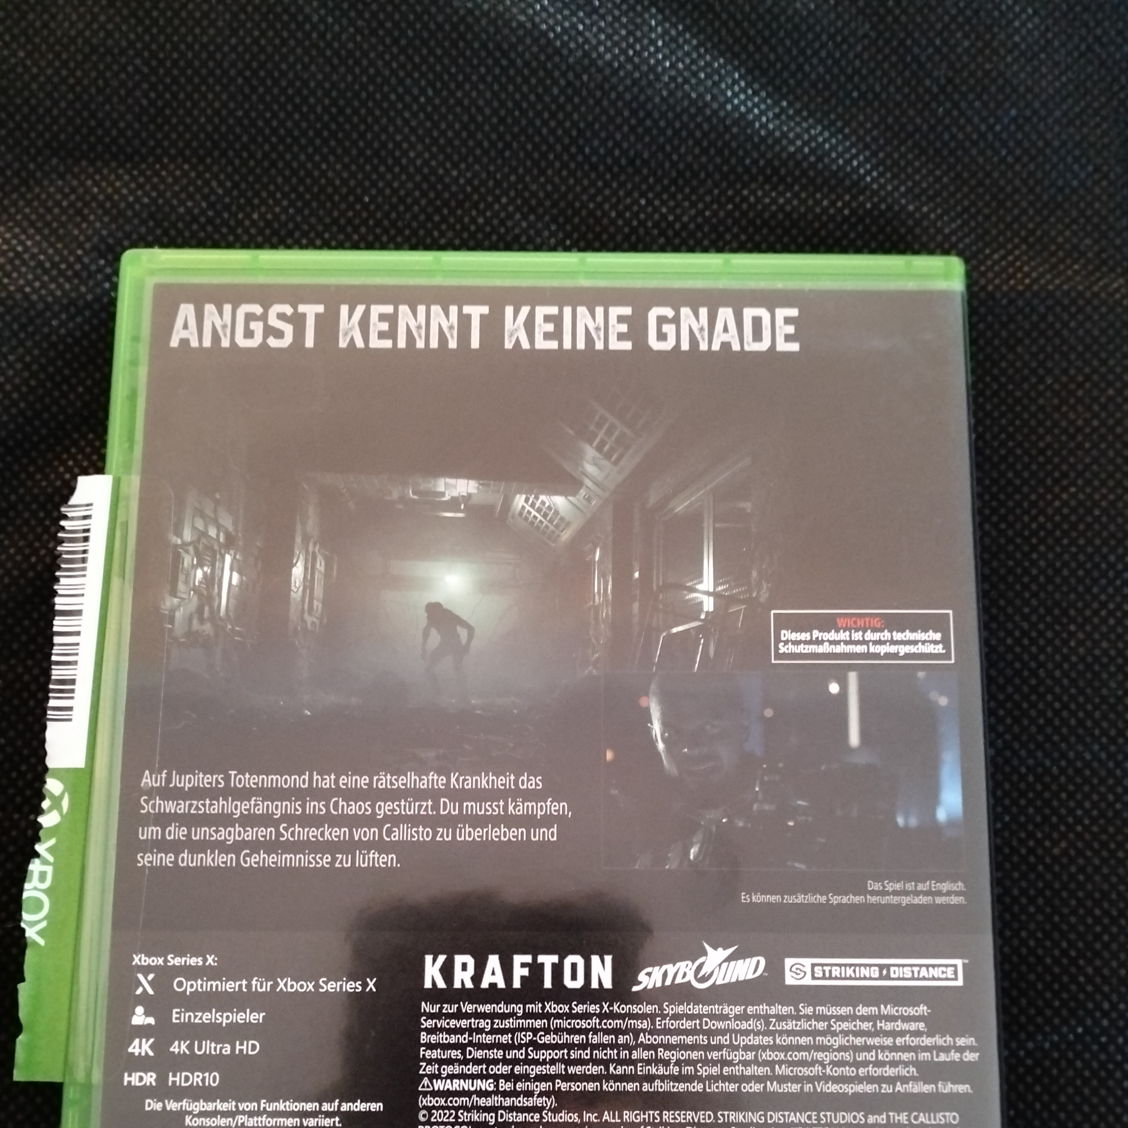 ANGST KENNT KEINE GNADE
WICHTIG:
Dieses Produkt ist durch technische
Schutzmaßnahmen kopiergeschützt.
Auf Jupiters Totenmond hat eine rätselhafte Krankheit das
Schwarzstahlgefängnis ins Chaos gestürzt. Du musst kämpfen,
um die unsagbaren Schrecken von Callisto zu überleben und
seine dunklen Geheimnisse zu lüften.
Das Spiel ist auf Englisch.
Es können zusätzliche Sprachen heruntergeladen werden.
XBOX
Xbox Series X:
X Optimiert für Xbox Series X
Einzelspieler
4K 4K Ultra HD
HDR HDR10
Die Verfügbarkeit von Funktionen auf anderen
Konsolen/Plattformen variiert.
KRAFTON SKYBOUND STRIKING DISTANCE
Nur zur Verwendung mit Xbox Series X-Konsolen. Spieldatenträger enthalten. Sie müssen dem Microsoft-
Servicevertrag zustimmen (microsoft.com/msa). Erfordert Download(s). Zusätzlicher Speicher, Hardware,
Breitband-Internet (ISP-Gebühren fallen an), Abonnements und Updates können möglicherweise erforderlich sein.
Features, Dienste und Support sind nicht in allen Regionen verfügbar (xbox.com/regions) und können im Laufe der
Zeit geändert oder eingestellt werden. Kann Einkäufe im Spiel enthalten. Microsoft-Konto erforderlich.
⚠WARNUNG: Bei einigen Personen können aufblitzende Lichter oder Muster in Videospielen zu Anfällen führen.
(xbox.com/healthandsafety).
© 2022 Striking Distance Studios, Inc. ALL RIGHTS RESERVED. STRIKING DISTANCE STUDIOS and THE CALLISTO